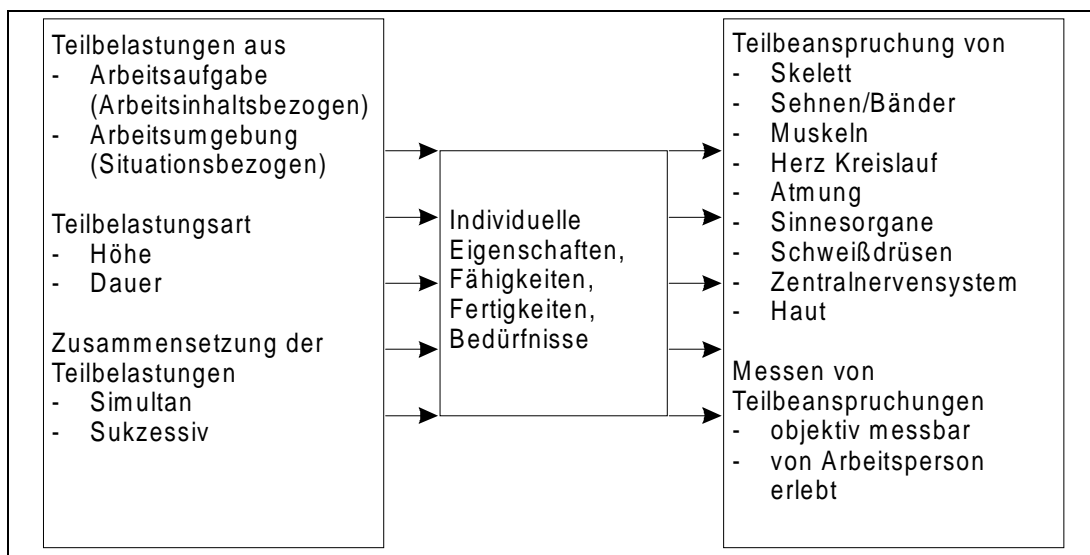 Teilbelastungen aus
- Arbeitsaufgabe
(Arbeitsinhaltsbezogen)
- Arbeitsumgebung
(Situationsbezogen)
Teilbelastungsart
- Höhe
- Dauer
Zusammensetzung der
Teilbelastungen
- Simultan
- Sukzessiv
Individuelle
Eigenschaften,
Fähigkeiten,
Fertigkeiten,
Bedürfnisse
Teilbeanspruchung von
- Skelett
- Sehnen/Bänder
- Muskeln
- Herz Kreislauf
- Atmung
- Sinnesorgane
- Schweißdrüsen
- Zentralnervensystem
- Haut
Messen von
Teilbeanspruchungen
- objektiv messbar
- von Arbeitsperson
erlebt